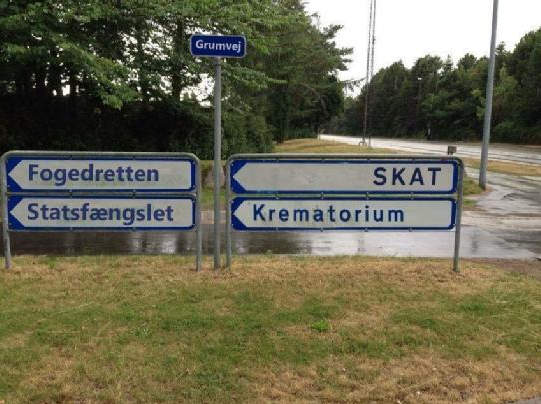 Grumvej
Fogedretten
Statsfængslet
SKAT
Krematorium